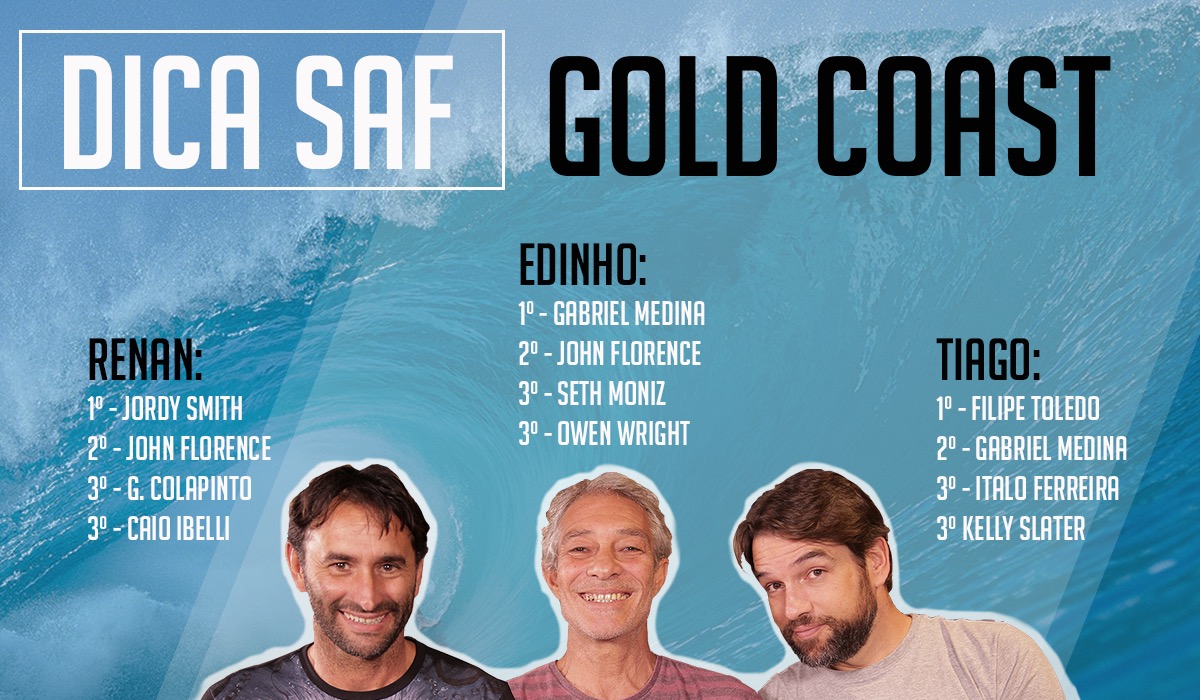 DICA SAF
GOLD COAST
EDINHO:
1º - GABRIEL MEDINA
2º - JOHN FLORENCE
3º - SETH MONIZ
3º - OWEN WRIGHT
RENAN:
1º - JORDY SMITH
2º - JOHN FLORENCE
3º - G. COLAPINTO
3º - CAIO IBELLI
TIAGO:
1º - FILIPE TOLEDO
2º - GABRIEL MEDINA
3º - ITALO FERREIRA
3º KELLY SLATER